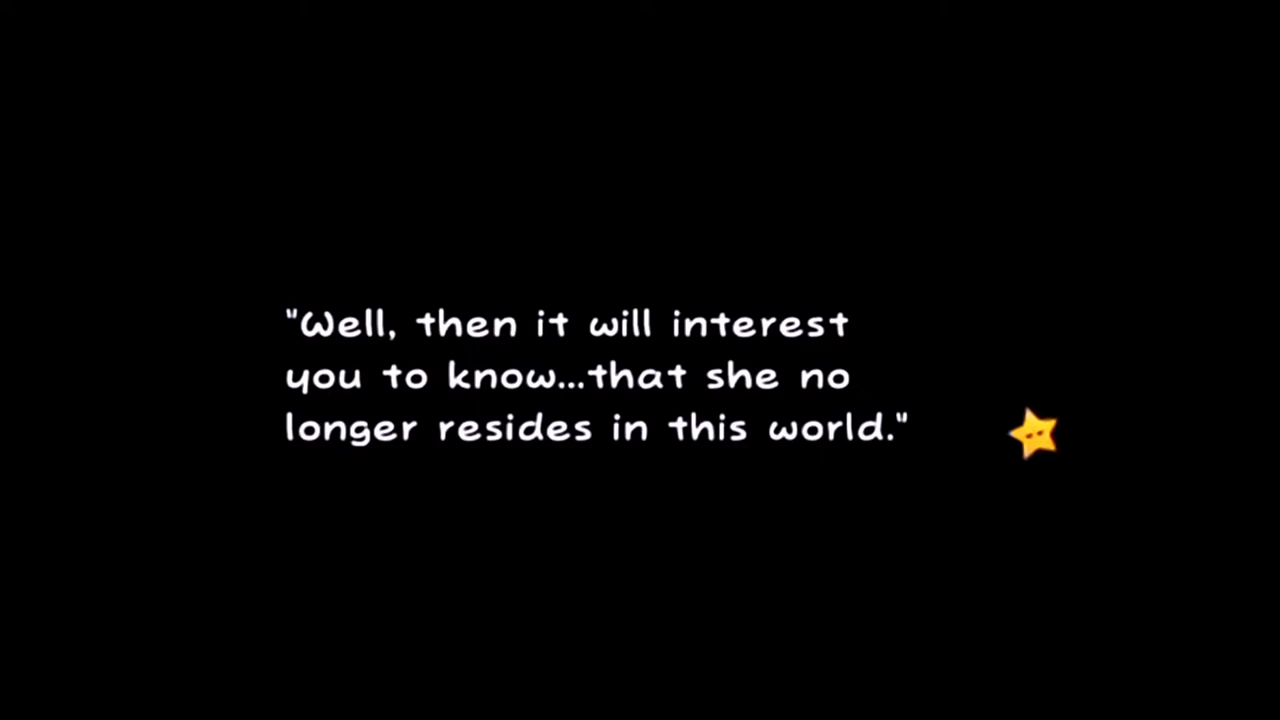 "Well, then it will interest
you to know...that she no
longer resides in this world."